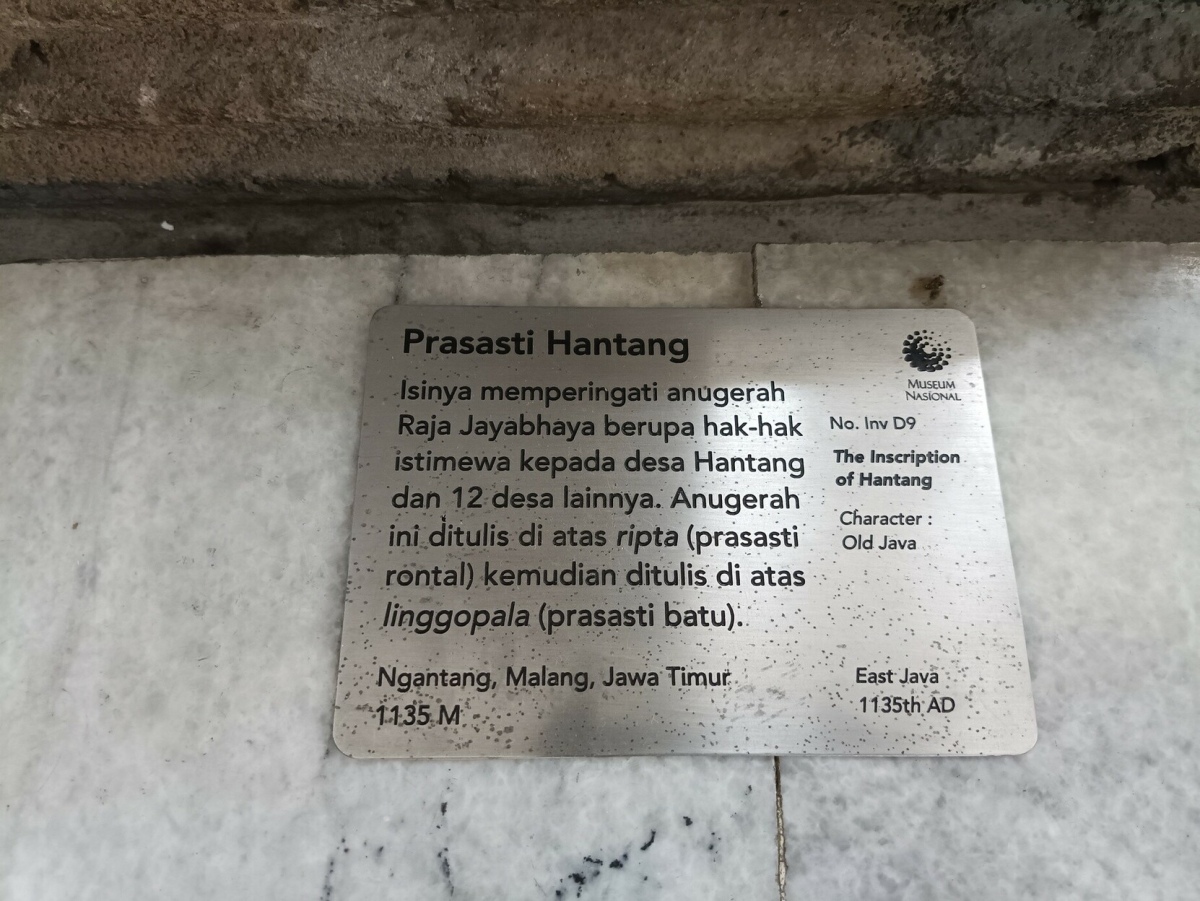 Prasasti Hantang
Isinya memperingati anugerah
Raja Jayabhaya berupa hak-hak
istimewa kepada desa Hantang
dan 12 desa lainnya. Anugerah
ini ditulis di atas ripta (prasasti
rontal) kemudian ditulis di atas
linggopala (prasasti batu).
Ngantang, Malang, Jawa Timur
1135 M
MUSEUM
NASIONAL
No. Inv D9
The Inscription
of Hantang
Character :
Old Java
East Java
1135th AD